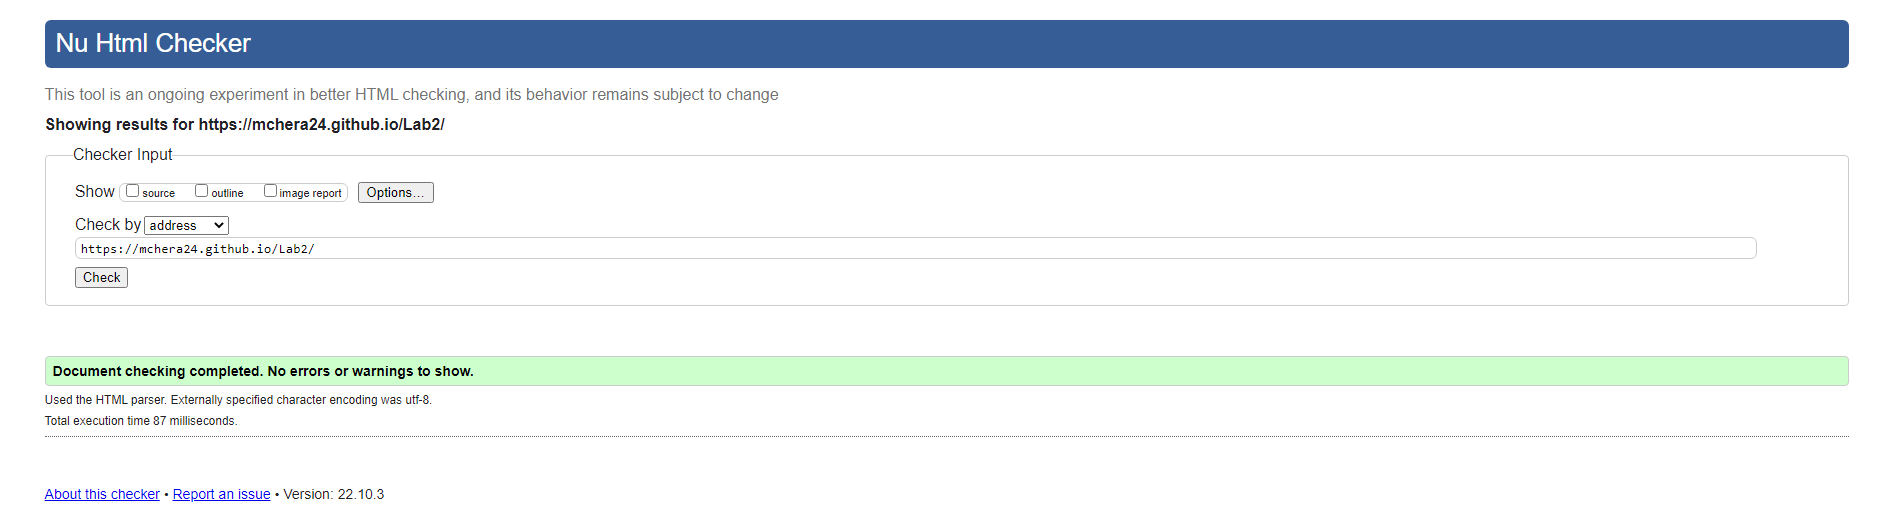 Nu Html Checker
This tool is an ongoing experiment in better HTML checking, and its behavior remains subject to change
Showing results for https://mchera24.github.io/Lab2/
Checker Input
Show source outline image report Options...
Check by address
https://mchera24.github.io/Lab2/
Check
Document checking completed. No errors or warnings to show.
Used the HTML parser. Externally specified character encoding was utf-8.
Total execution time 87 milliseconds.
About this checker • Report an issue • Version: 22.10.3